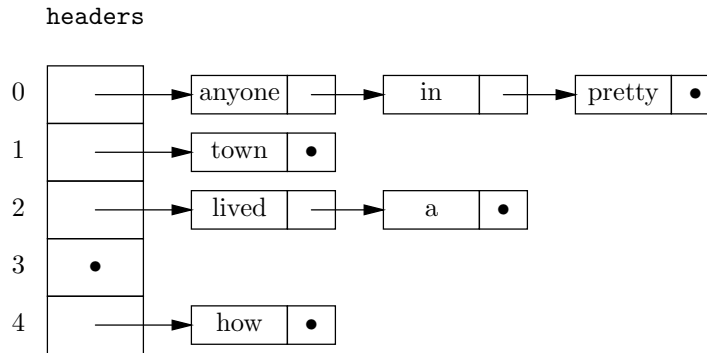 headers
0 anyone in pretty
1 town
2 lived a
3
4 how